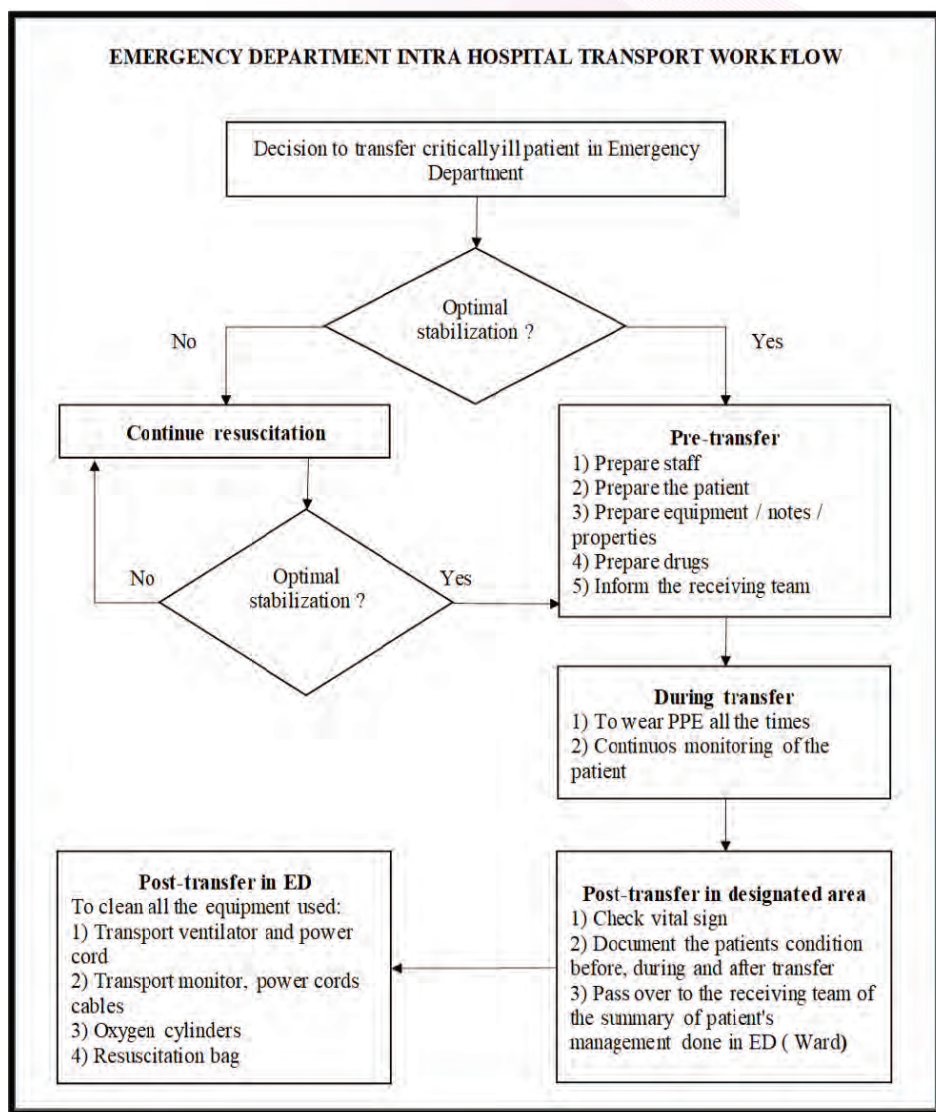 EMERGENCY DEPARTMENT INTRA HOSPITAL TRANSPORT WORK FLOW
Decision to transfer critically ill patient in Emergency
Department
Optimal
stabilization ?
No
Yes
Continue resuscitation
Pre-transfer
1) Prepare staff
2) Prepare the patient
3) Prepare equipment / notes /
properties
4) Prepare drugs
5) Inform the receiving team
Optimal
stabilization ?
No
Yes
During transfer
1) To wear PPE all the times
2) Continuos monitoring of the
patient
Post-transfer in designated area
1) Check vital sign
2) Document the patients condition
before, during and after transfer
3) Pass over to the receiving team of
the summary of patient's
management done in ED ( Ward)
Post-transfer in ED
To clean all the equipment used:
1) Transport ventilator and power
cord
2) Transport monitor, power cords
cables
3) Oxygen cylinders
4) Resuscitation bag